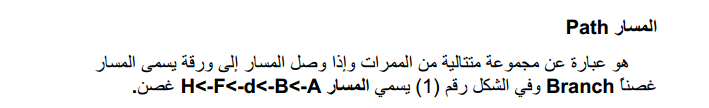 المسار Path
هو عبارة عن مجموعة متتالية من الممرات وإذا وصل المسار إلى ورقة يسمى المسار
غصناً Branch وفي الشكل رقم (1) يسمي المسار H<-F<-d<-B<-A غصن.